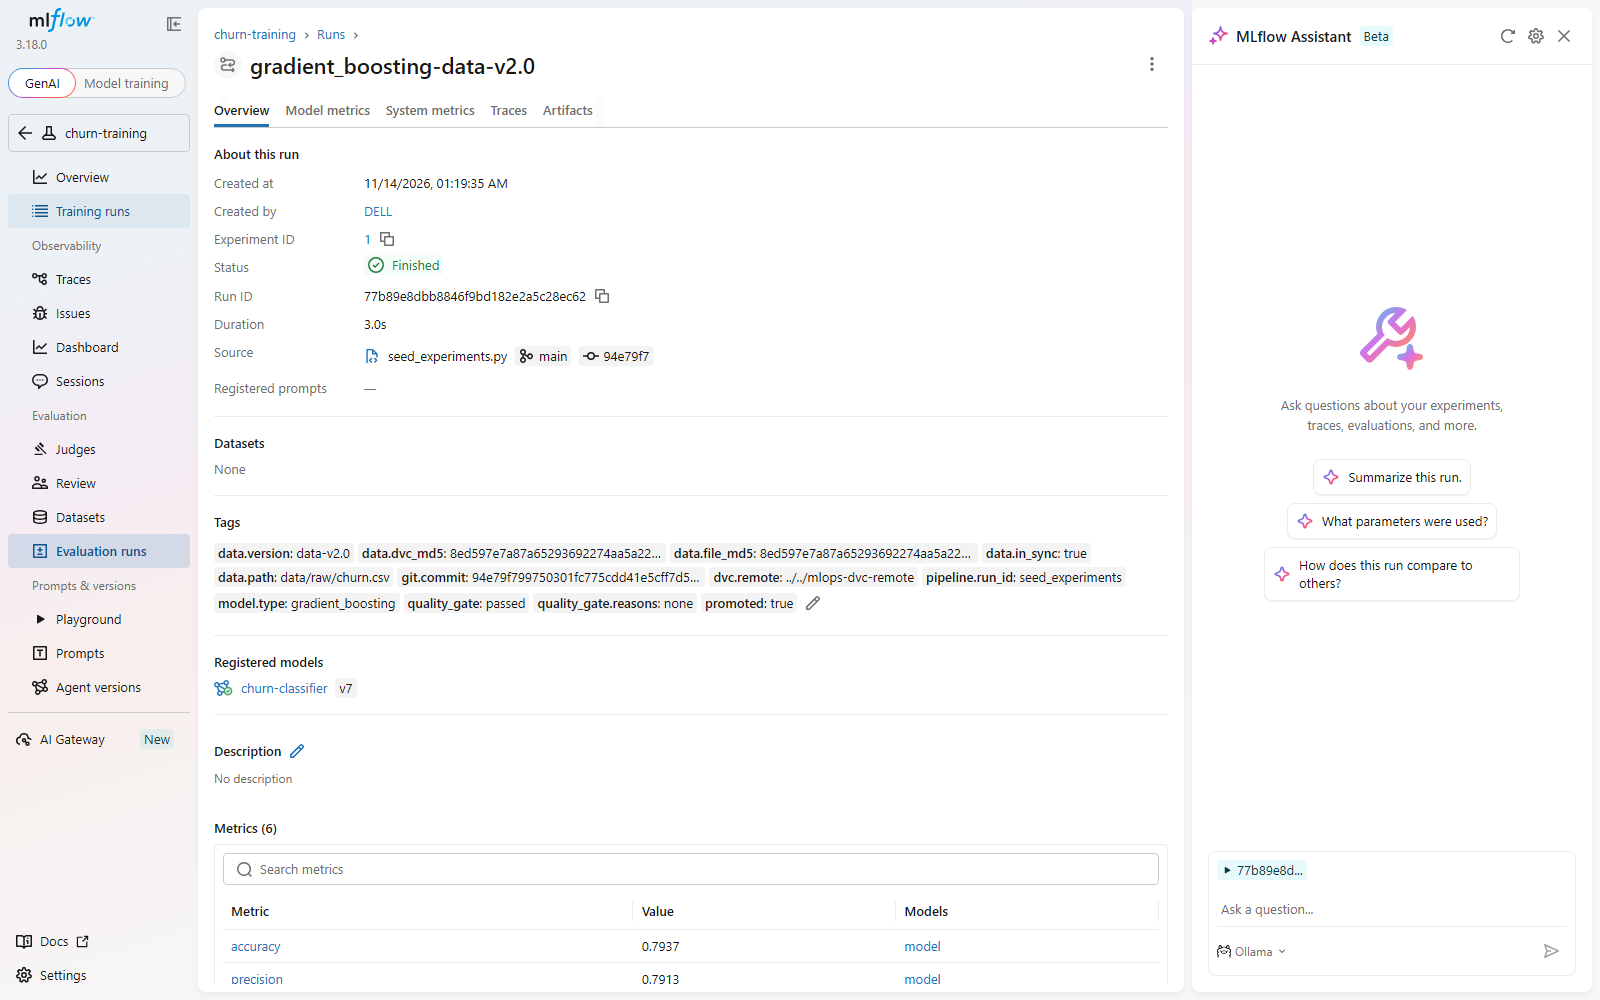 mlflow
3.18.0
GenAI Model training
churn-training
Overview
Training runs
Observability
Traces
Issues
Dashboard
Sessions
Evaluation
Judges
Review
Datasets
Evaluation runs
Prompts & versions
Playground
Prompts
Agent versions
AI Gateway New
Docs
Settings
churn-training › Runs ›
gradient_boosting-data-v2.0
Overview Model metrics System metrics Traces Artifacts
About this run
Created at 11/14/2026, 01:19:35 AM
Created by DELL
Experiment ID 1
Status Finished
Run ID 77b89e8dbb8846f9bd182e2a5c28ec62
Duration 3.0s
Source seed_experiments.py main 94e79f7
Registered prompts —
Datasets
None
Tags
data.version: data-v2.0 data.dvc_md5: 8ed597e7a87a65293692274aa5a22... data.file_md5: 8ed597e7a87a65293692274aa5a22... data.in_sync: true
data.path: data/raw/churn.csv git.commit: 94e79f799750301fc775cdd41e5cff7d5... dvc.remote: ../../mlops-dvc-remote pipeline.run_id: seed_experiments
model.type: gradient_boosting quality_gate: passed quality_gate.reasons: none promoted: true
Registered models
churn-classifier v7
Description
No description
Metrics (6)
Search metrics
Metric Value Models
accuracy 0.7937 model
precision 0.7913 model
MLflow Assistant Beta
Ask questions about your experiments,
traces, evaluations, and more.
Summarize this run.
What parameters were used?
How does this run compare to
others?
77b89e8d...
Ask a question...
Ollama